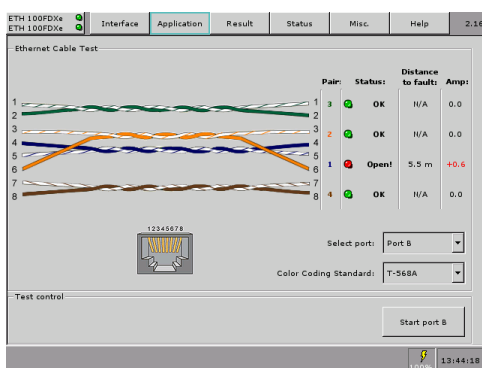 ETH 100FDXe
ETH 100FDXe
Interface Application Result Status Misc. Help 2.16
Ethernet Cable Test
Pair: Status: Distance to fault: Amp:
1 1 3 OK N/A 0.0
2 2
3 3 2 OK N/A 0.0
4 4
5 5 1 Open! 5.5 m +0.6
6 6
7 7 4 OK N/A 0.0
8 8
12345678
Select port: Port B
Color Coding Standard: T-568A
Test control
Start port B
100% 13:44:18